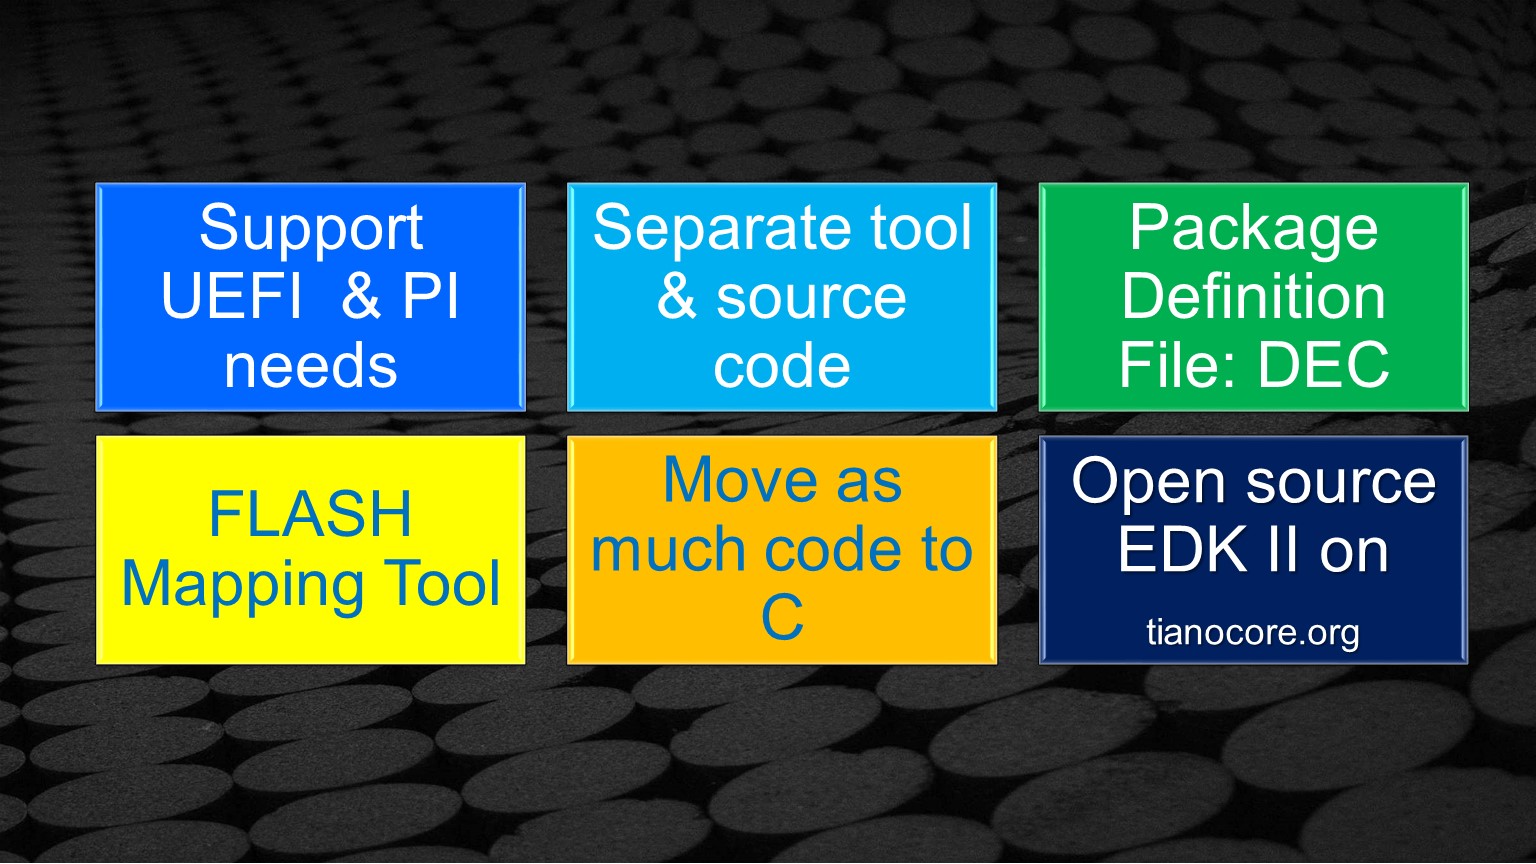 Support
UEFI  & PI
needs
Separate tool
& source
code
Package
Definition
File: DEC
FLASH
Mapping Tool
Move as
much code to
C
Open source
EDK II on
tianocore.org